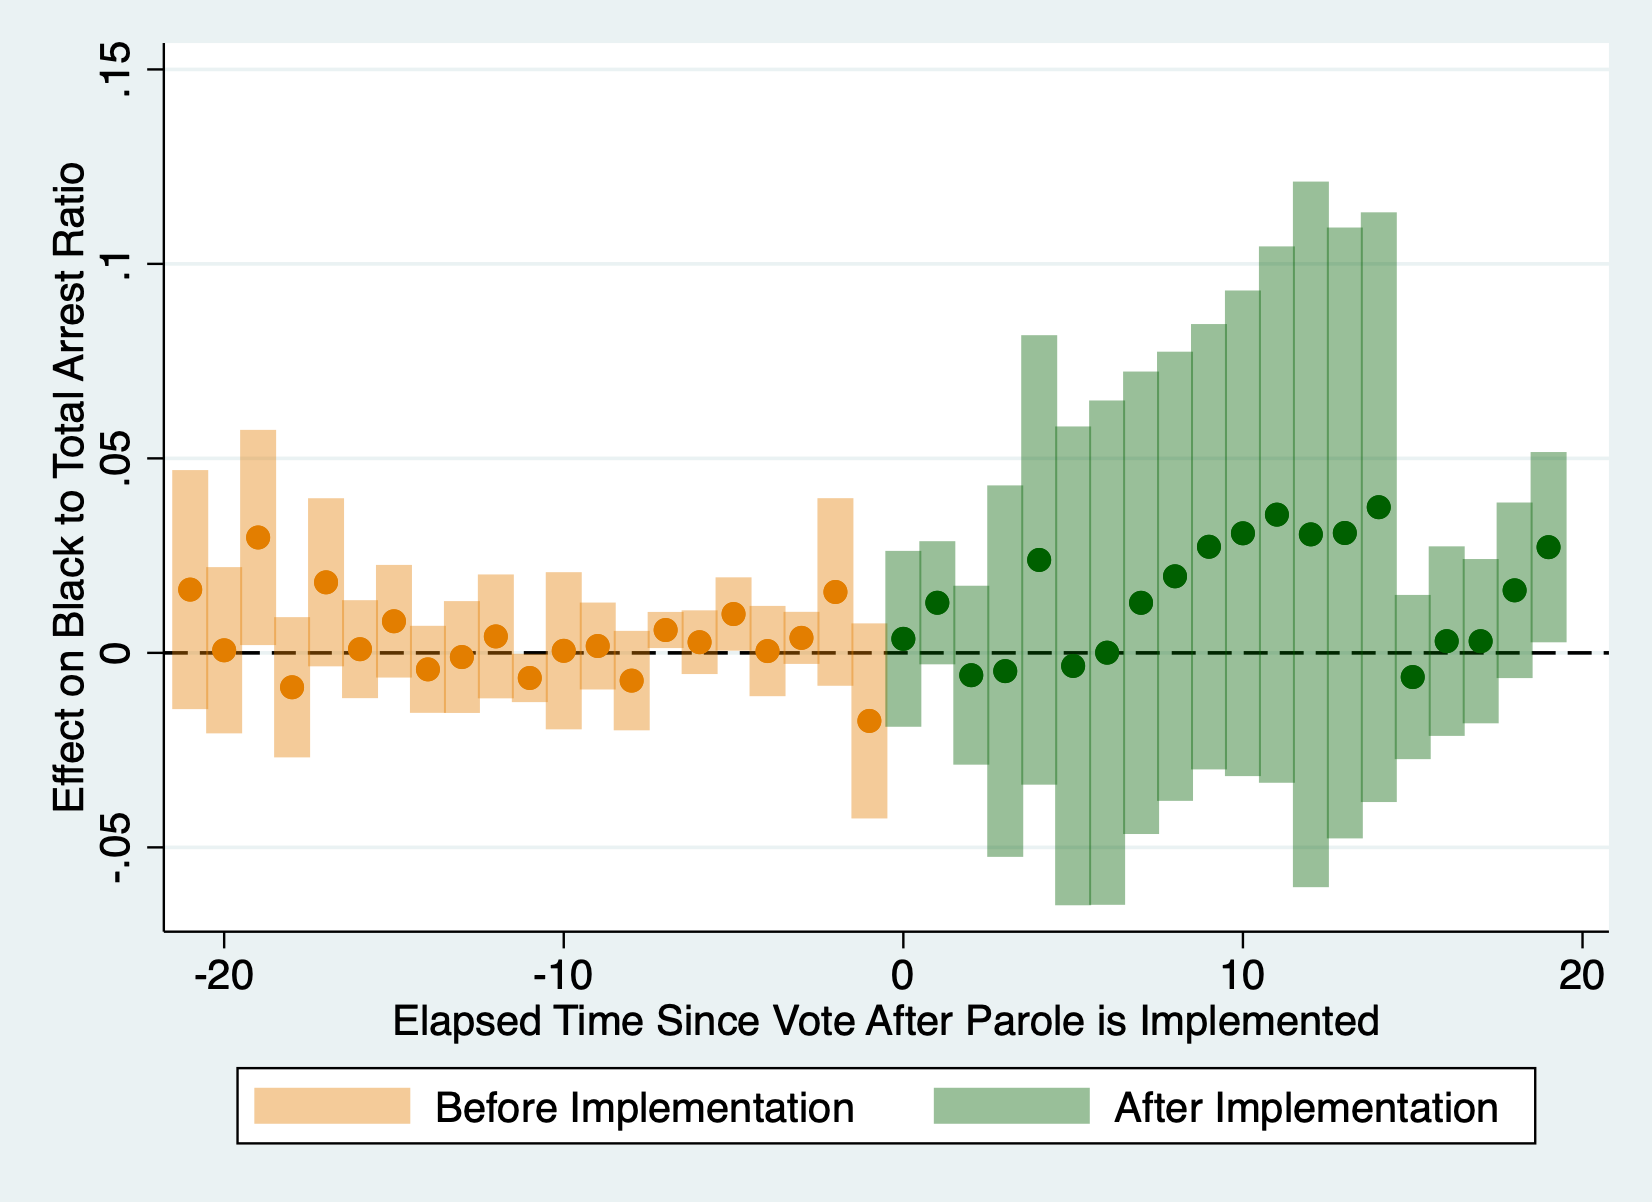 Effect on Black to Total Arrest Ratio
.15
.1
.05
0
-.05
-20
-10
0
10
20
Elapsed Time Since Vote After Parole is Implemented
Before Implementation
After Implementation